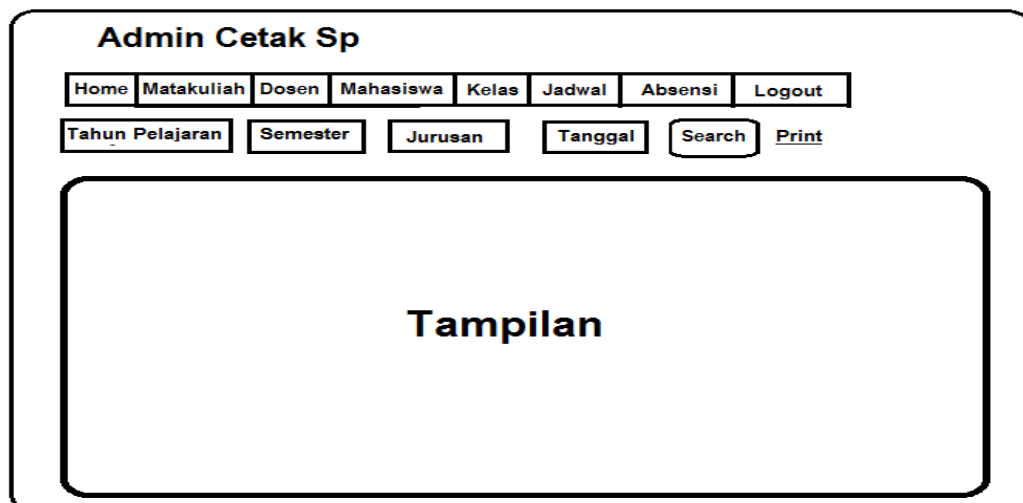 Admin Cetak Sp
Home Matakuliah Dosen Mahasiswa Kelas Jadwal Absensi Logout
Tahun Pelajaran Semester Jurusan Tanggal Search Print
Tampilan